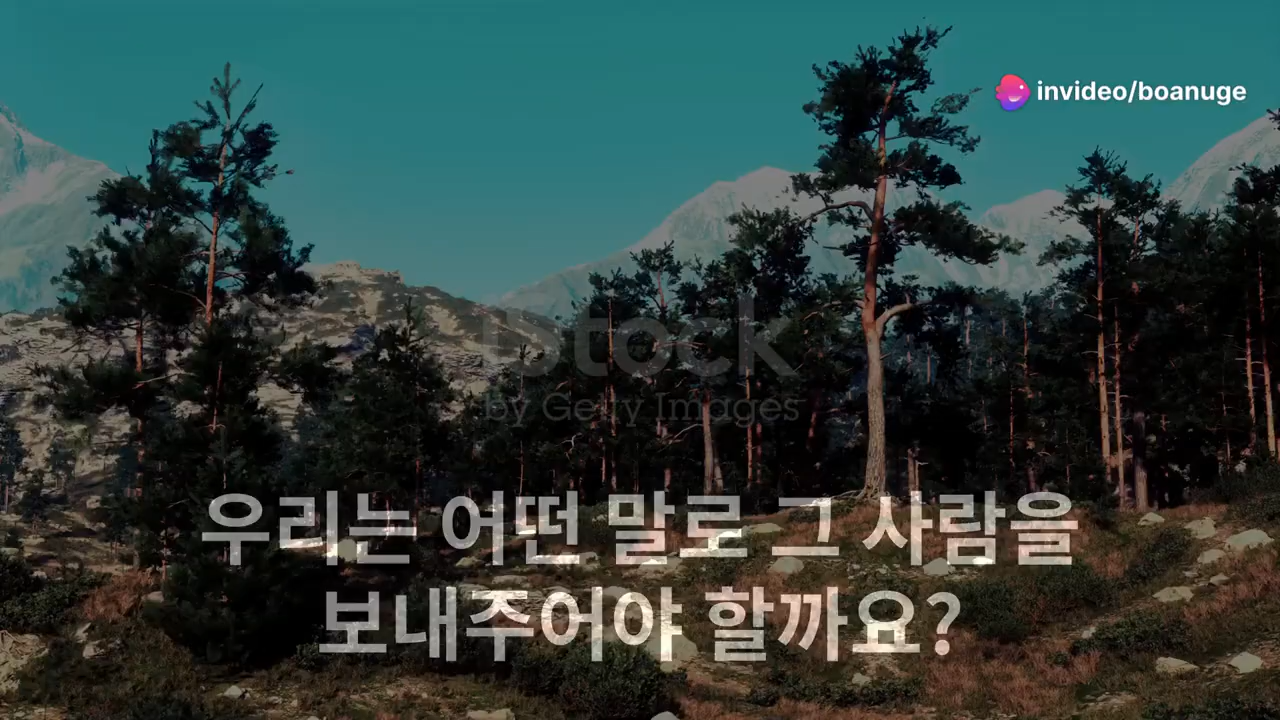 invideo/boanuge
iStock
by Getty Images
우리는 어떤 말로 그 사람을
보내주어야 할까요?